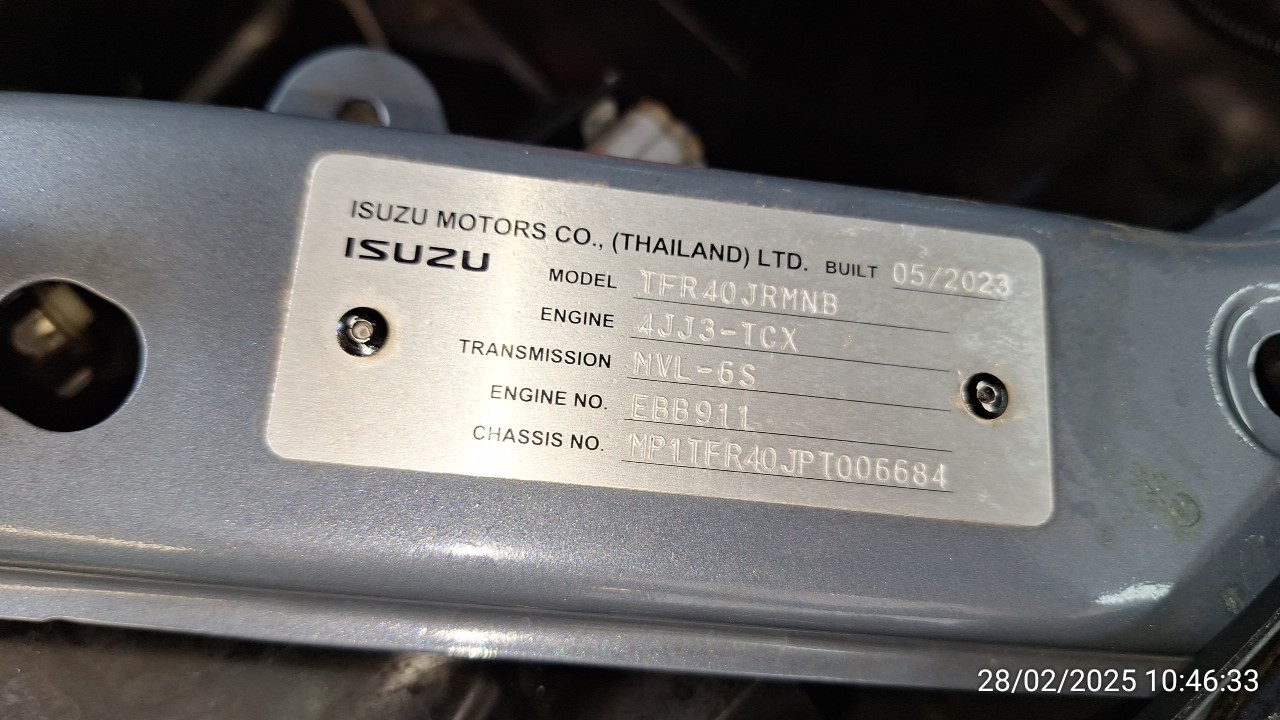 ISUZU MOTORS CO., (THAILAND) LTD. BUILT 05/2023
ISUZU
MODEL TFR40JRMNB
ENGINE 4JJ3-TCX
TRANSMISSION MVL-6S
ENGINE NO. EBB911
CHASSIS NO. MP1TFR40JPT006684
28/02/2025 10:46:33